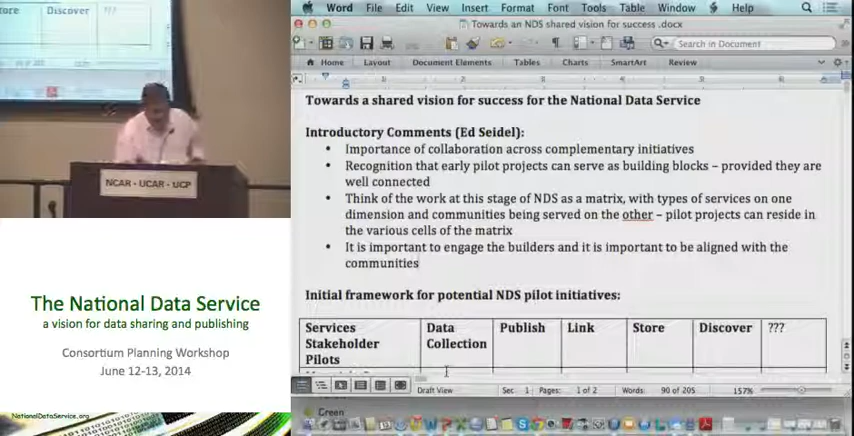 ore
Discover
???
NCAR - UCAR - UCP
The National Data Service
a vision for data sharing and publishing
Consortium Planning Workshop
June 12-13, 2014
NationalDataService.org
Word File Edit View Insert Format Font Tools Table Window Help
Towards an NDS shared vision for success .docx
Search in Document
Home Layout Document Elements Tables Charts SmartArt Review
Towards a shared vision for success for the National Data Service
Introductory Comments (Ed Seidel):
• Importance of collaboration across complementary initiatives
• Recognition that early pilot projects can serve as building blocks – provided they are
well connected
• Think of the work at this stage of NDS as a matrix, with types of services on one
dimension and communities being served on the other – pilot projects can reside in
the various cells of the matrix
• It is important to engage the builders and it is important to be aligned with the
communities
Initial framework for potential NDS pilot initiatives:
Services Data Publish Link Store Discover ???
Stakeholder Collection
Pilots
Draft View Sec 1 Pages: 1 of 2 Words: 90 of 205 157%
Green